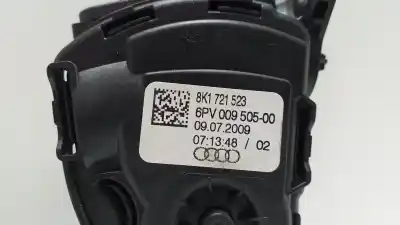 8K1 721 523
6PV 009 505-00
09.07.2009
07:13:48 / 02